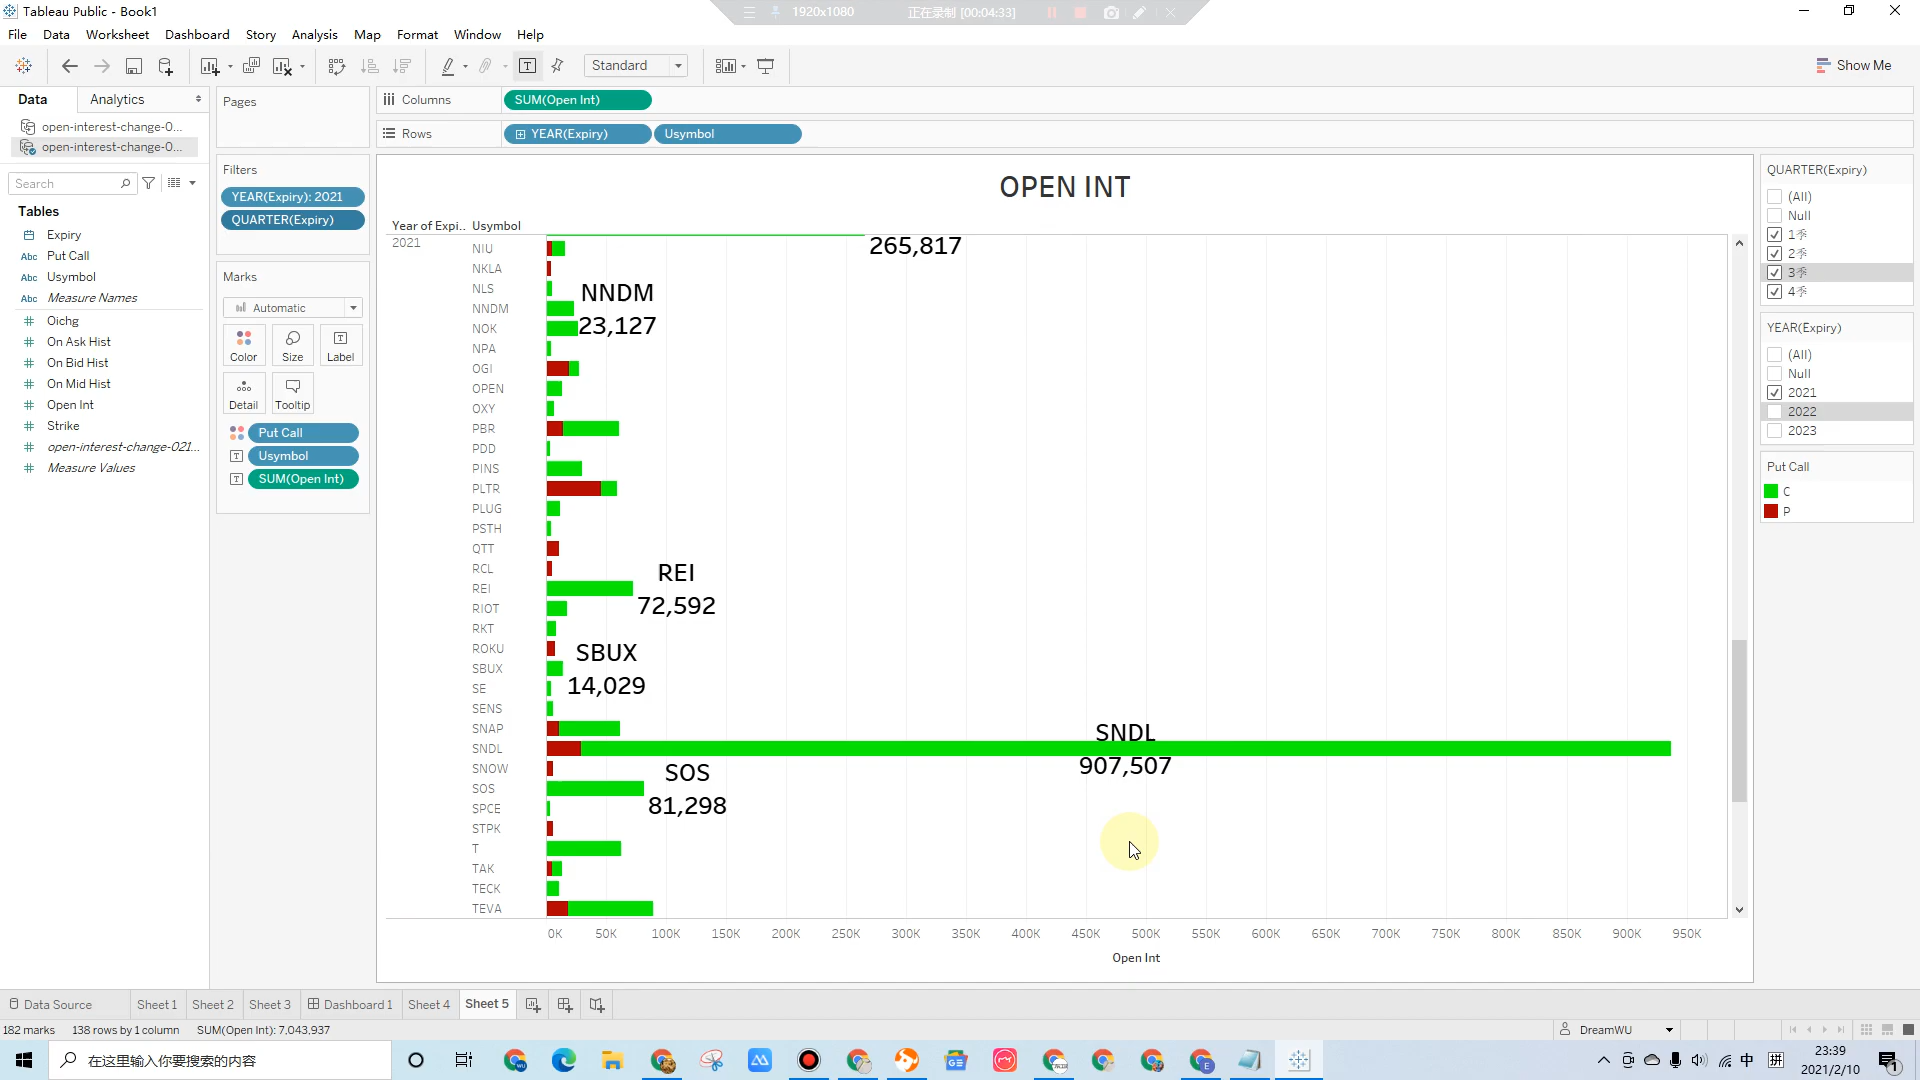 Tableau Public - Book1
1920x1080
正在录制 [00:04:33]
File Data Worksheet Dashboard Story Analysis Map Format Window Help
Standard
Show Me
Data Analytics
open-interest-change-0...
open-interest-change-0...
Search
Tables
Expiry
Abc Put Call
Abc Usymbol
Abc Measure Names
Oichg
On Ask Hist
On Bid Hist
On Mid Hist
Open Int
Strike
open-interest-change-021...
Measure Values
Pages
Filters
YEAR(Expiry): 2021
QUARTER(Expiry)
Marks
Automatic
Color Size Label
Detail Tooltip
Put Call
Usymbol
SUM(Open Int)
Columns SUM(Open Int)
Rows YEAR(Expiry) Usymbol
OPEN INT
Year of Expi.. Usymbol
2021
265,817
NIU
NKLA
NLS
NNDM
NOK
NPA
OGI
OPEN
OXY
PBR
PDD
PINS
PLTR
PLUG
PSTH
QTT
RCL
REI
RIOT
RKT
ROKU
SBUX
SE
SENS
SNAP
SNDL
SNOW
SOS
SPCE
STPK
T
TAK
TECK
TEVA
NNDM
23,127
REI
72,592
SBUX
14,029
SNDL
907,507
SOS
81,298
0K 50K 100K 150K 200K 250K 300K 350K 400K 450K 500K 550K 600K 650K 700K 750K 800K 850K 900K 950K
Open Int
QUARTER(Expiry)
(All)
Null
1季
2季
3季
4季
YEAR(Expiry)
(All)
Null
2021
2022
2023
Put Call
C
P
Data Source Sheet 1 Sheet 2 Sheet 3 Dashboard 1 Sheet 4 Sheet 5
182 marks 138 rows by 1 column SUM(Open Int): 7,043,937
DreamWU
在这里输入你要搜索的内容
中 拼
23:39
2021/2/10
1